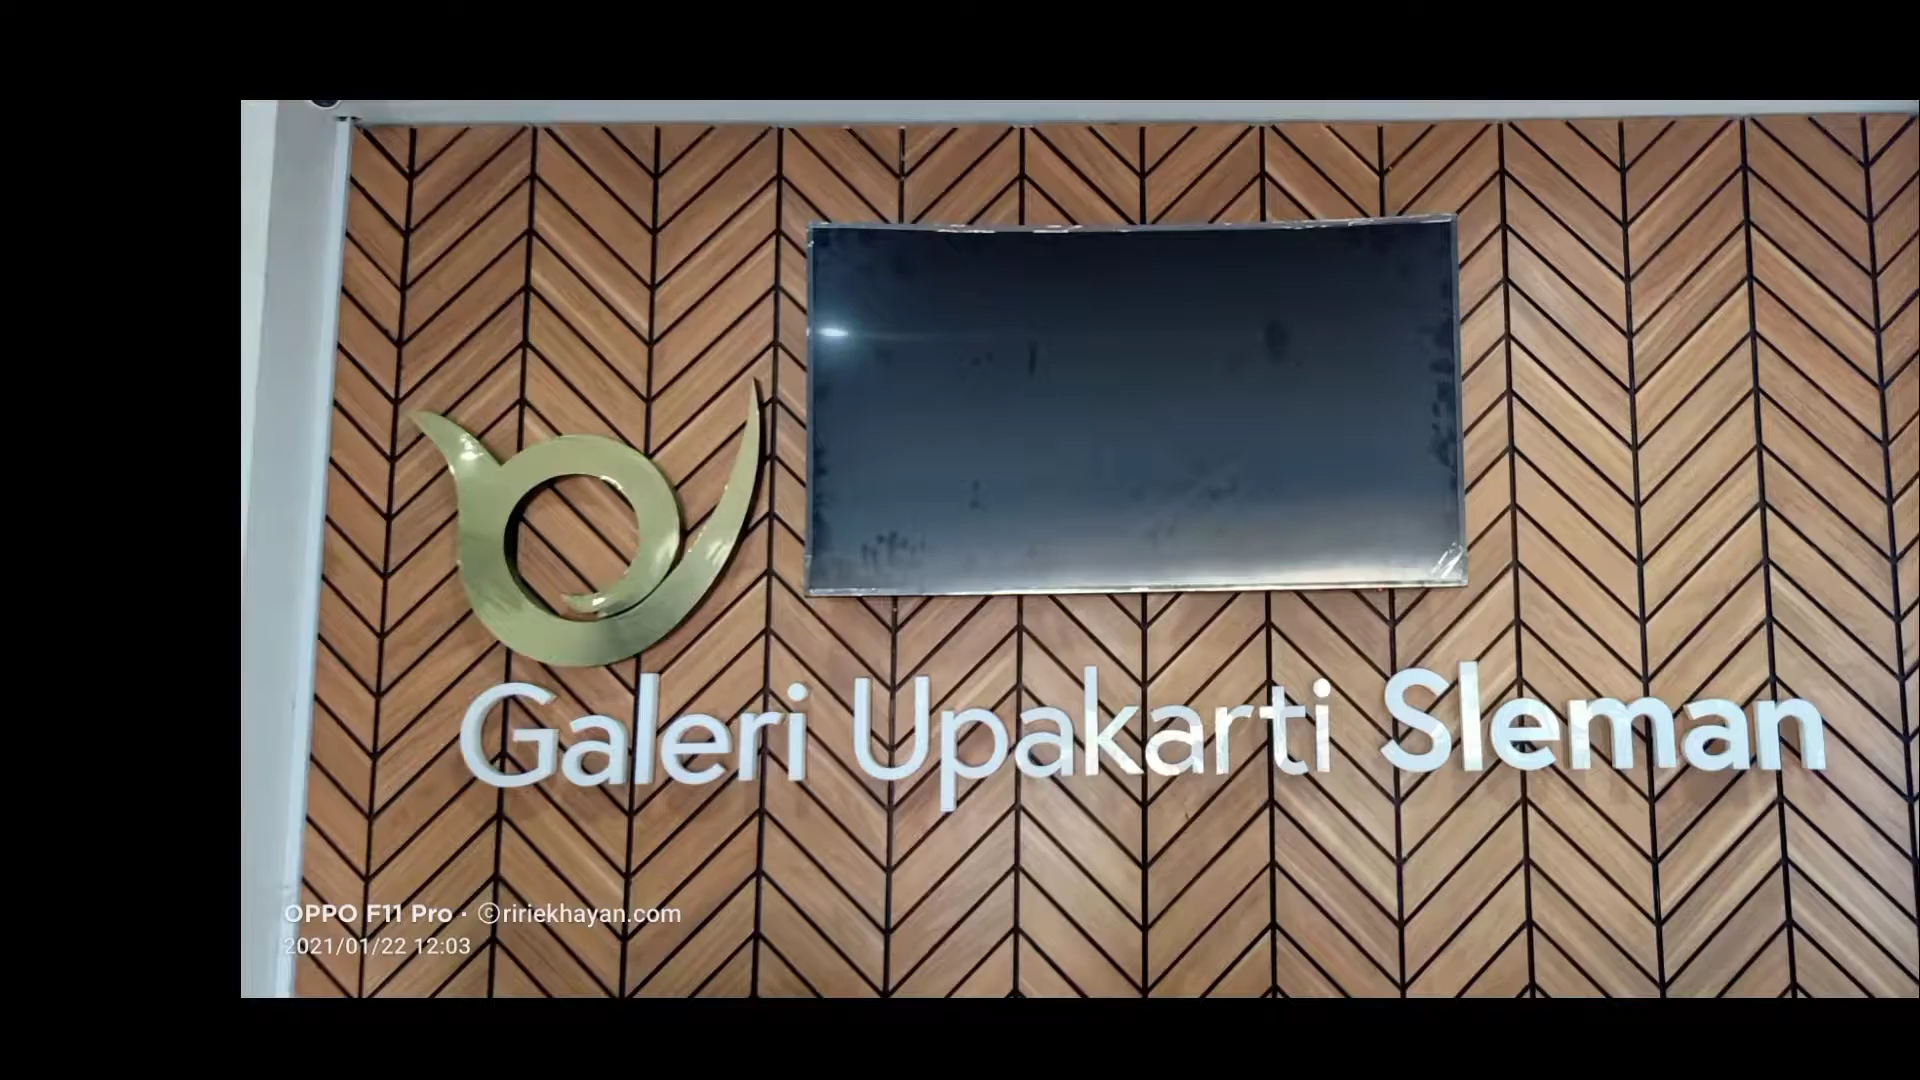 Galeri Upakarti Sleman
OPPO F11 Pro · ©ririekhayan.com
2021/01/22 12:03